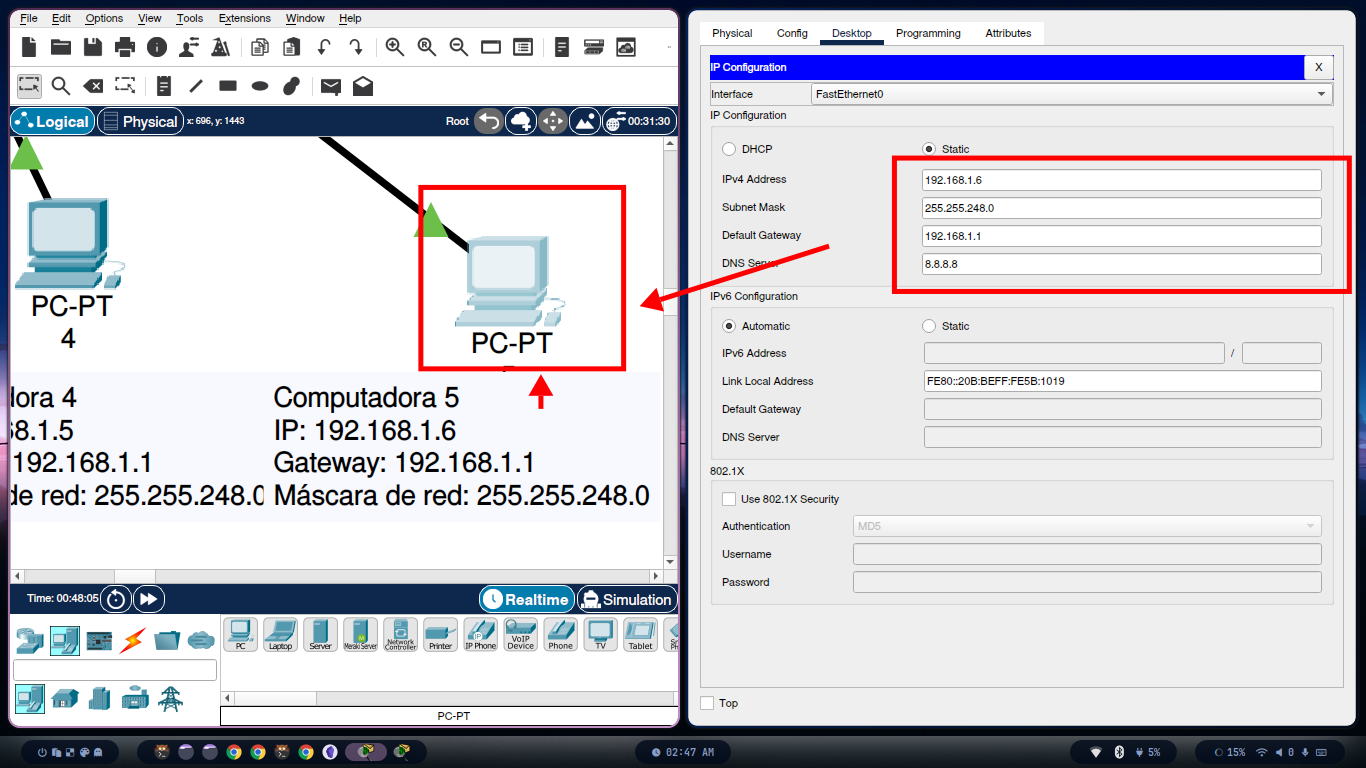 File Edit Options View Tools Extensions Window Help
Logical Physical x: 696, y: 1443 Root 00:31:30
PC-PT
4
PC-PT
dora 4
68.1.5
192.168.1.1
de red: 255.255.248.0
Computadora 5
IP: 192.168.1.6
Gateway: 192.168.1.1
Máscara de red: 255.255.248.0
Time: 00:48:05 Realtime Simulation
PC Laptop Server Meraki Server Network Controller Printer IP Phone VoIP Device Phone TV Tablet
PC-PT
Physical Config Desktop Programming Attributes
IP Configuration X
Interface FastEthernet0
IP Configuration
DHCP Static
IPv4 Address 192.168.1.6
Subnet Mask 255.255.248.0
Default Gateway 192.168.1.1
DNS Server 8.8.8.8
IPv6 Configuration
Automatic Static
IPv6 Address /
Link Local Address FE80::20B:BEFF:FE5B:1019
Default Gateway
DNS Server
802.1X
Use 802.1X Security
Authentication MD5
Username
Password
Top
02:47 AM 5% 15% 0